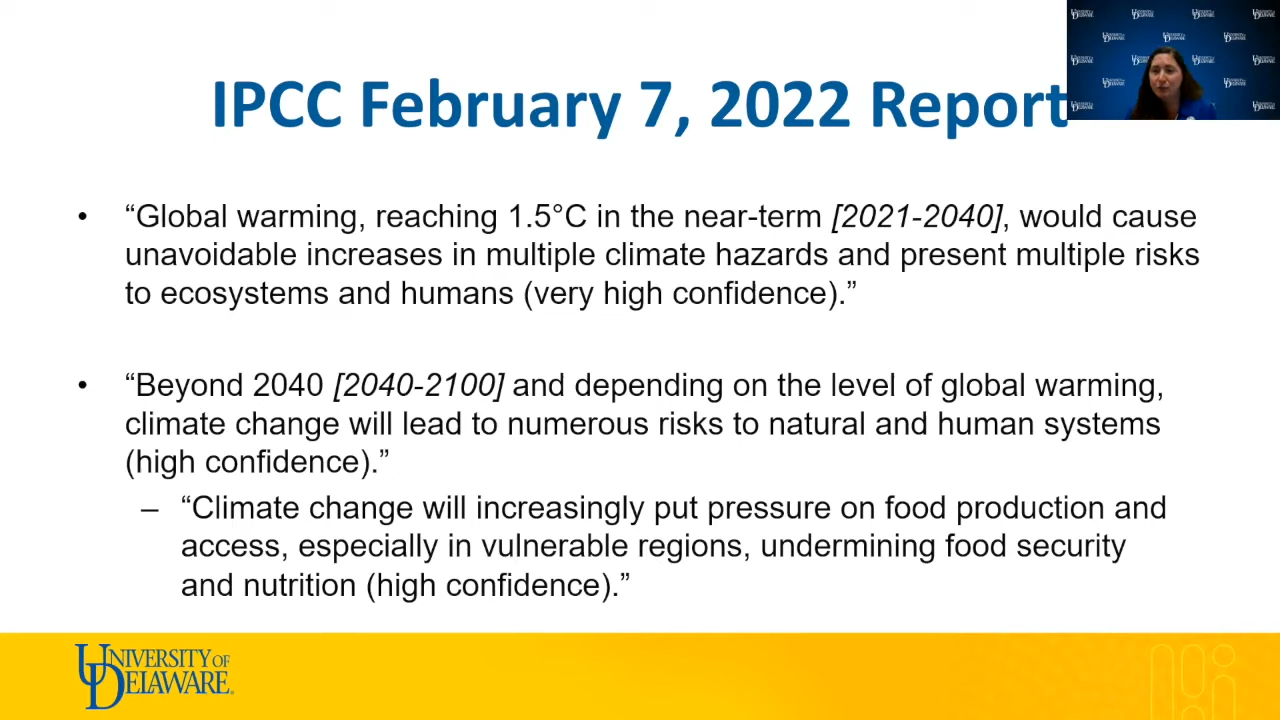 IPCC February 7, 2022 Report
• “Global warming, reaching 1.5°C in the near-term [2021-2040], would cause
unavoidable increases in multiple climate hazards and present multiple risks
to ecosystems and humans (very high confidence).”
• “Beyond 2040 [2040-2100] and depending on the level of global warming,
climate change will lead to numerous risks to natural and human systems
(high confidence).”
– “Climate change will increasingly put pressure on food production and
access, especially in vulnerable regions, undermining food security
and nutrition (high confidence).”
UNIVERSITY OF
DELAWARE